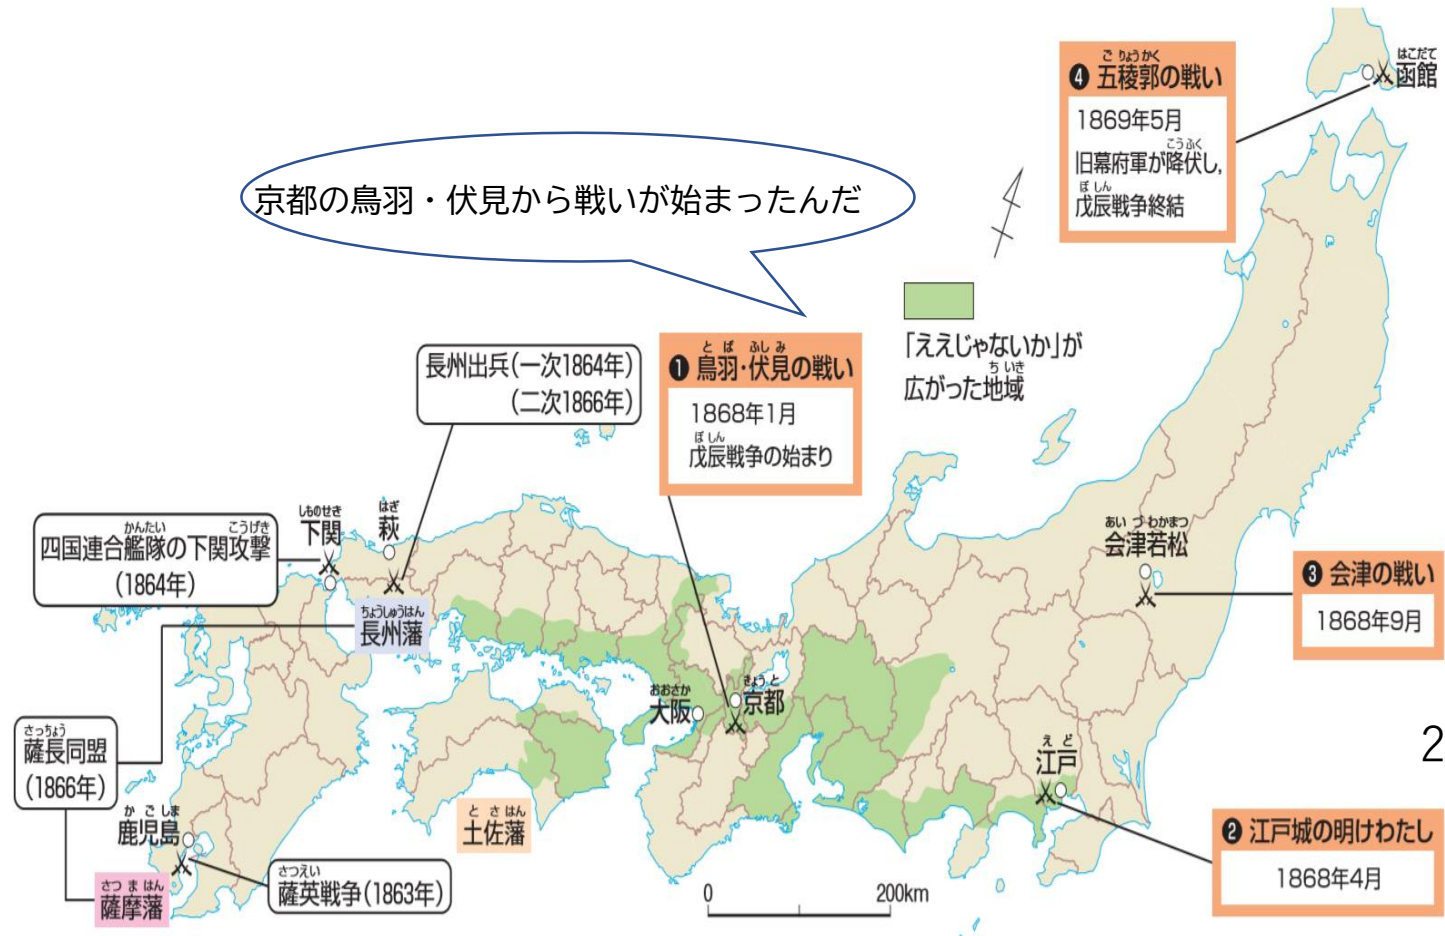 ごりょうかく
❹ 五稜郭の戦い
1869年5月
こうふく
旧幕府軍が降伏し,
ぼしん
戊辰戦争終結
はこだて
函館
京都の鳥羽・伏見から戦いが始まったんだ
「ええじゃないか」が
ちいき
広がった地域
長州出兵(一次1864年)
(二次1866年)
とば ふしみ
❶ 鳥羽・伏見の戦い
1868年1月
ぼしん
戊辰戦争の始まり
かんたい こうげき
四国連合艦隊の下関攻撃
(1864年)
しものせき
下関
はぎ
萩
ちょうしゅうはん
長州藩
あいづわかまつ
会津若松
❸ 会津の戦い
1868年9月
おおさか
大阪
きょうと
京都
さっちょう
薩長同盟
(1866年)
えど
江戸
2
かごしま
鹿児島
とさはん
土佐藩
❷ 江戸城の明けわたし
1868年4月
さつまはん
薩摩藩
さつえい
薩英戦争(1863年)
0 200km